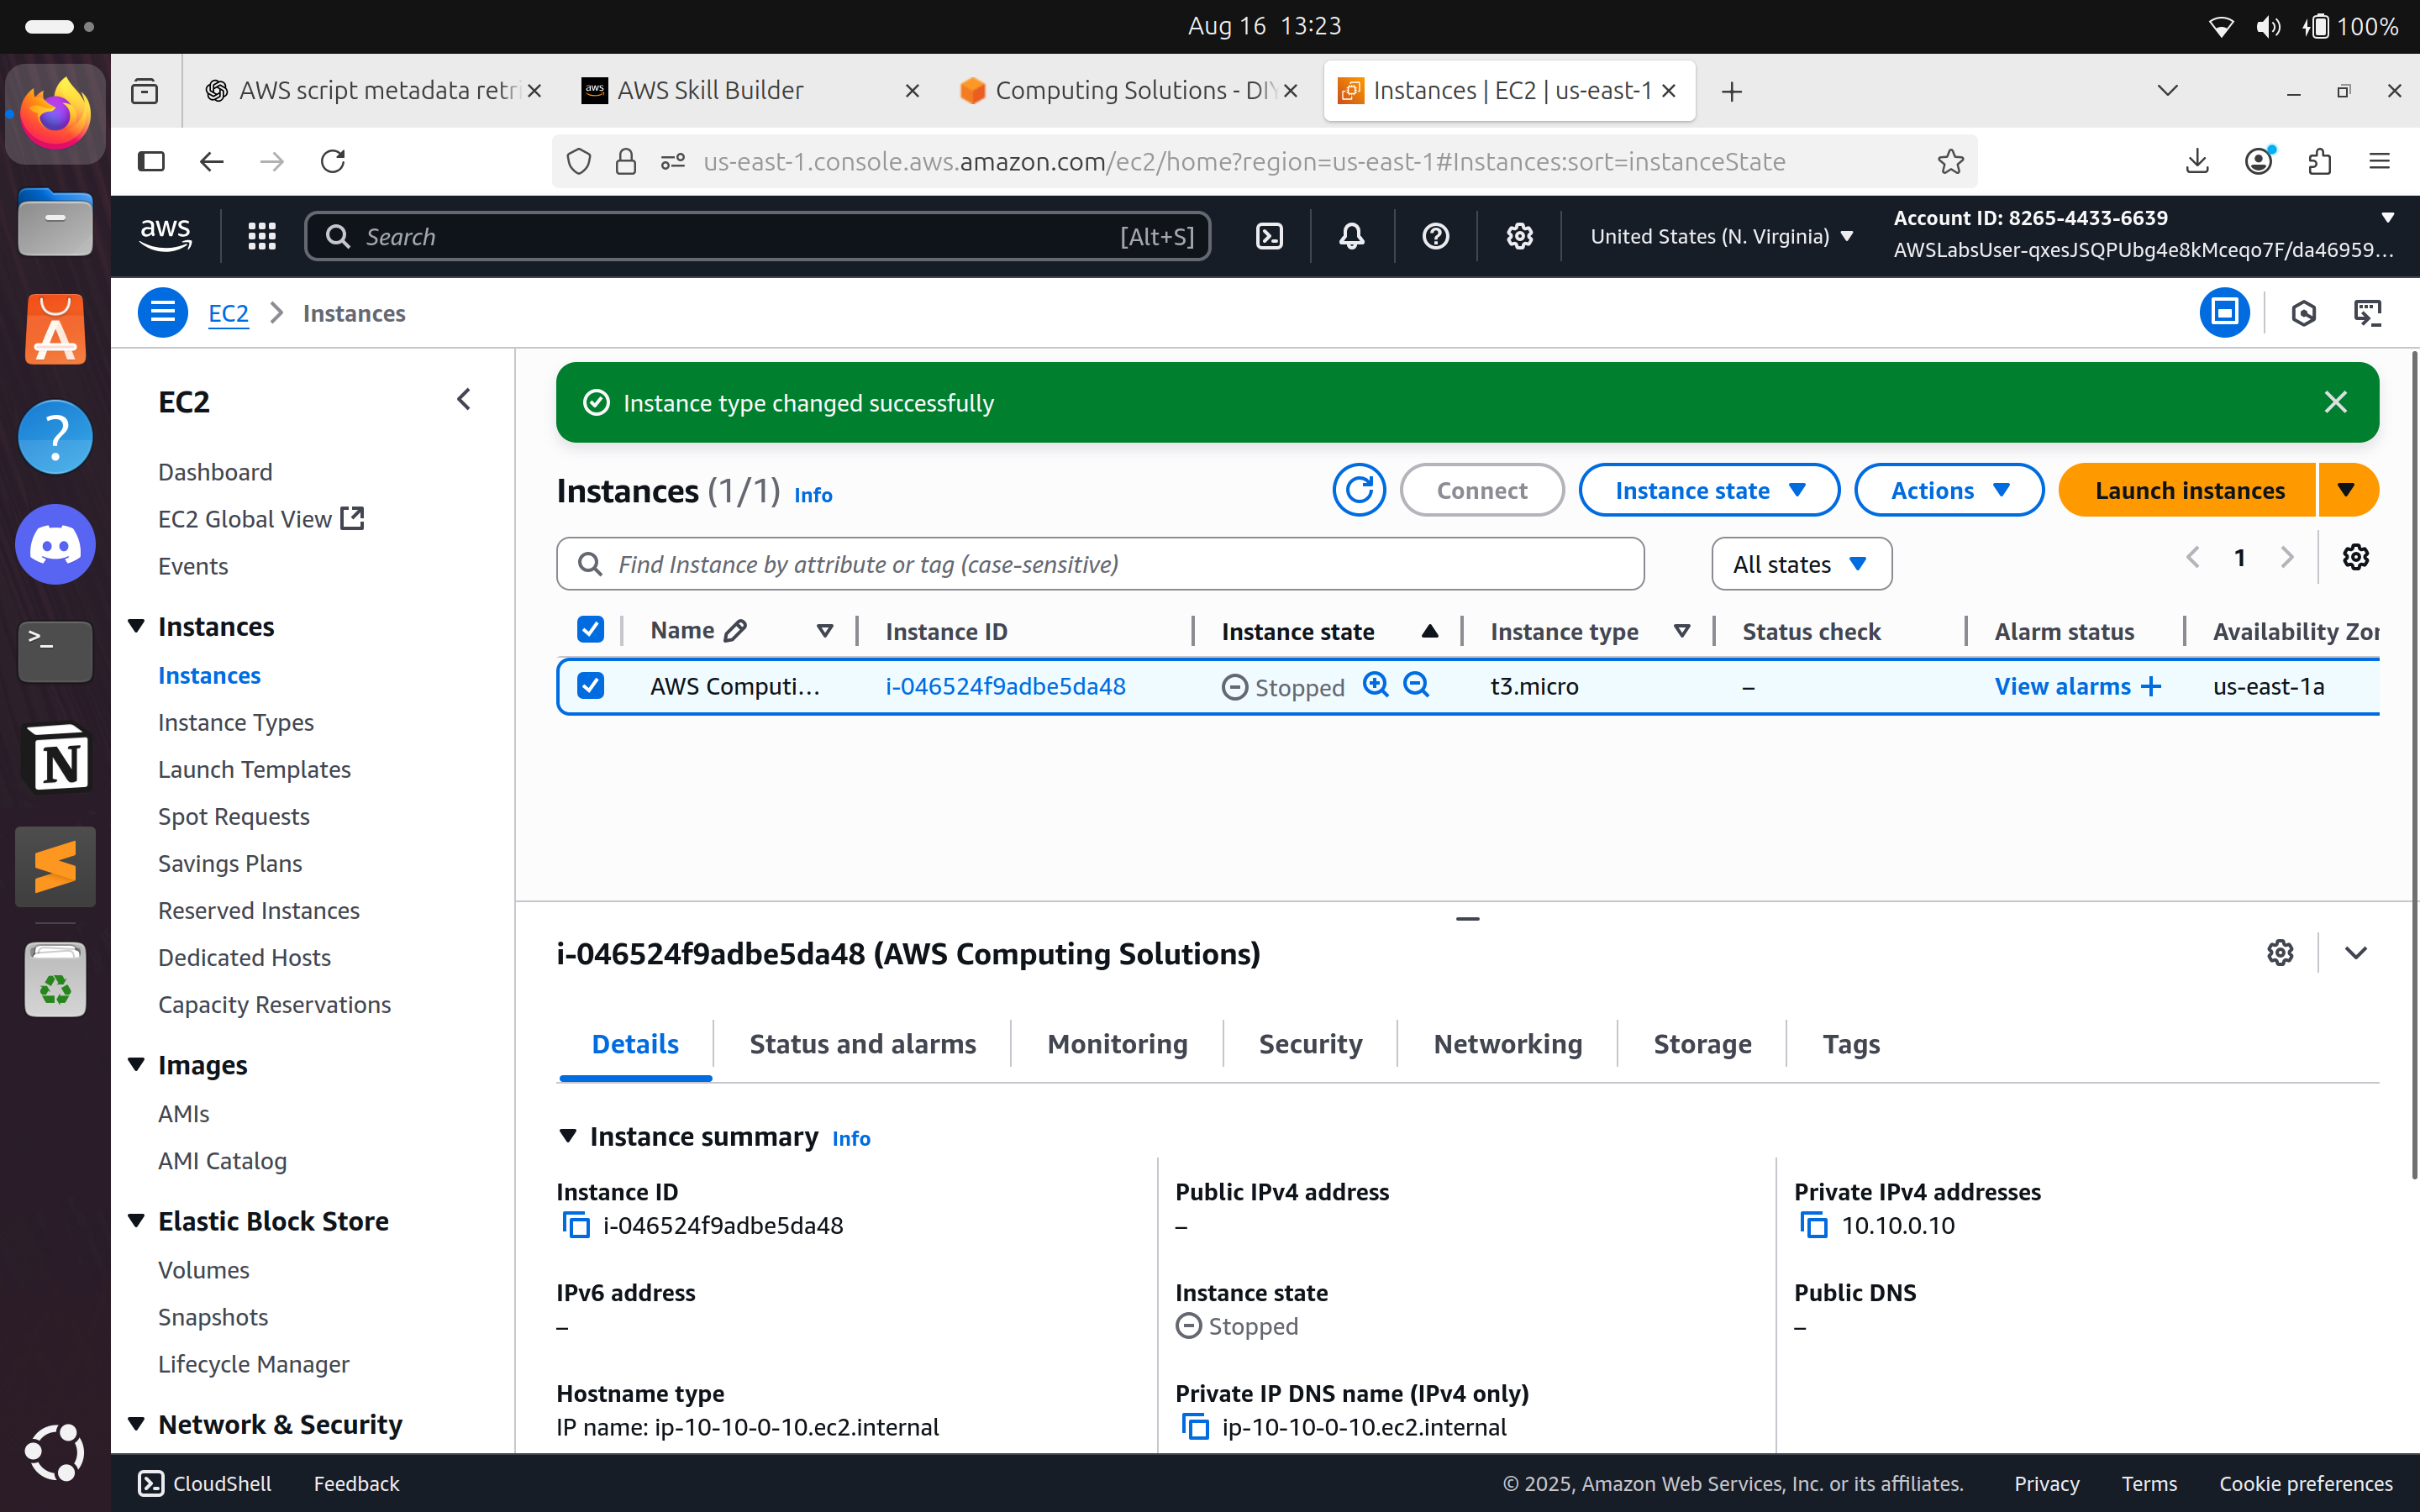 Aug 16 13:23
100%
AWS script metadata retri
AWS Skill Builder
Computing Solutions - DIY
Instances | EC2 | us-east-1
us-east-1.console.aws.amazon.com/ec2/home?region=us-east-1#Instances:sort=instanceState
aws
Search
[Alt+S]
United States (N. Virginia)
Account ID: 8265-4433-6639
AWSLabsUser-qxesJSQPUbg4e8kMceqo7F/da46959...
EC2
Instances
EC2
Dashboard
EC2 Global View
Events
Instances
Instances
Instance Types
Launch Templates
Spot Requests
Savings Plans
Reserved Instances
Dedicated Hosts
Capacity Reservations
Images
AMIs
AMI Catalog
Elastic Block Store
Volumes
Snapshots
Lifecycle Manager
Network & Security
Instance type changed successfully
Instances (1/1) Info
Connect
Instance state
Actions
Launch instances
Find Instance by attribute or tag (case-sensitive)
All states
1
Name Instance ID Instance state Instance type Status check Alarm status Availability Zon
AWS Computi... i-046524f9adbe5da48 Stopped t3.micro – View alarms + us-east-1a
i-046524f9adbe5da48 (AWS Computing Solutions)
Details Status and alarms Monitoring Security Networking Storage Tags
Instance summary Info
Instance ID
i-046524f9adbe5da48
Public IPv4 address
–
Private IPv4 addresses
10.10.0.10
IPv6 address
–
Instance state
Stopped
Public DNS
–
Hostname type
IP name: ip-10-10-0-10.ec2.internal
Private IP DNS name (IPv4 only)
ip-10-10-0-10.ec2.internal
CloudShell
Feedback
© 2025, Amazon Web Services, Inc. or its affiliates.
Privacy
Terms
Cookie preferences